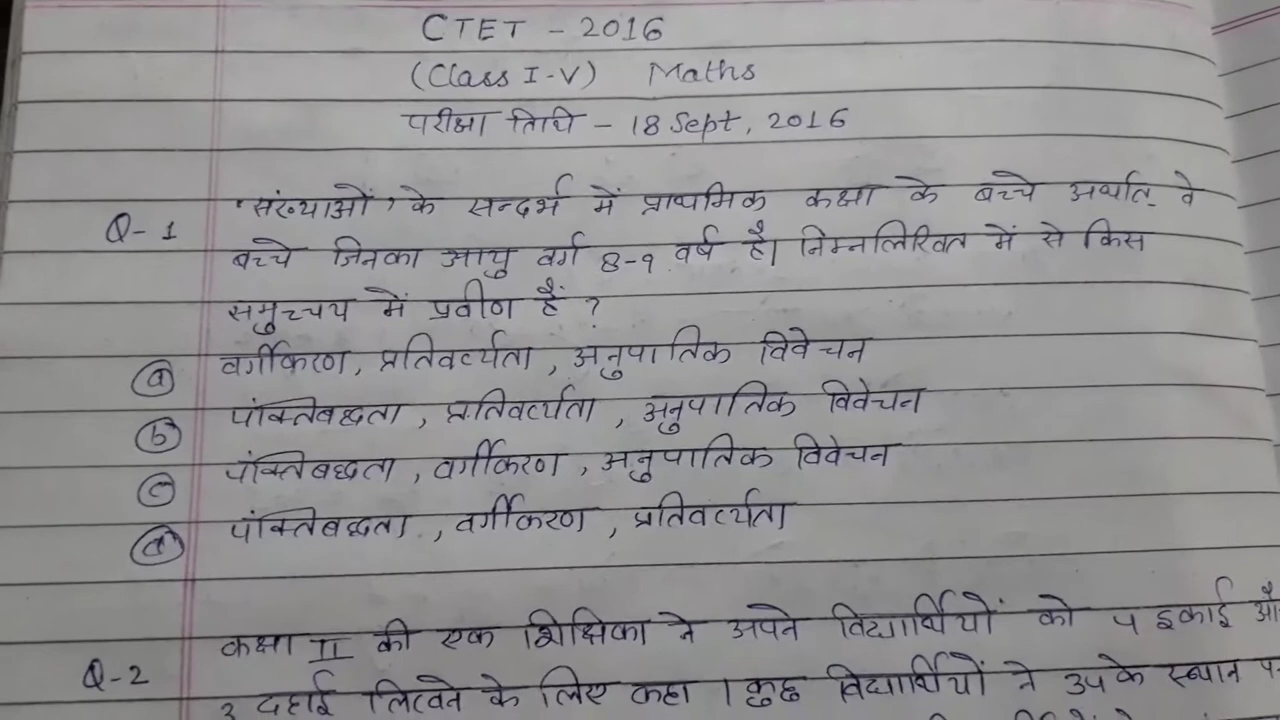 CTET - 2016
(Class I-V) Maths
परीक्षा तिथि - 18 Sept, 2016
Q-1 'संख्याओं' के सन्दर्भ में प्राथमिक कक्षा के बच्चे अर्थात् वे
बच्चे जिनका आयु वर्ग 8-9 वर्ष है। निम्नलिखित में से किस
समुच्चय में प्रवीण हैं ?
(a) वर्गीकरण, प्रतिवर्त्यता, अनुपातिक विवेचन
(b) पंक्तिबद्धता, प्रतिवर्त्यता, अनुपातिक विवेचन
(c) पंक्तिबद्धता, वर्गीकरण, अनुपातिक विवेचन
(d) पंक्तिबद्धता, वर्गीकरण, प्रतिवर्त्यता
Q-2 कक्षा II की एक शिक्षिका ने अपने विद्यार्थियों को 4 इकाई
3 दहाई लिखने के लिए कहा । कुछ विद्यार्थियों ने 34 के स्थान